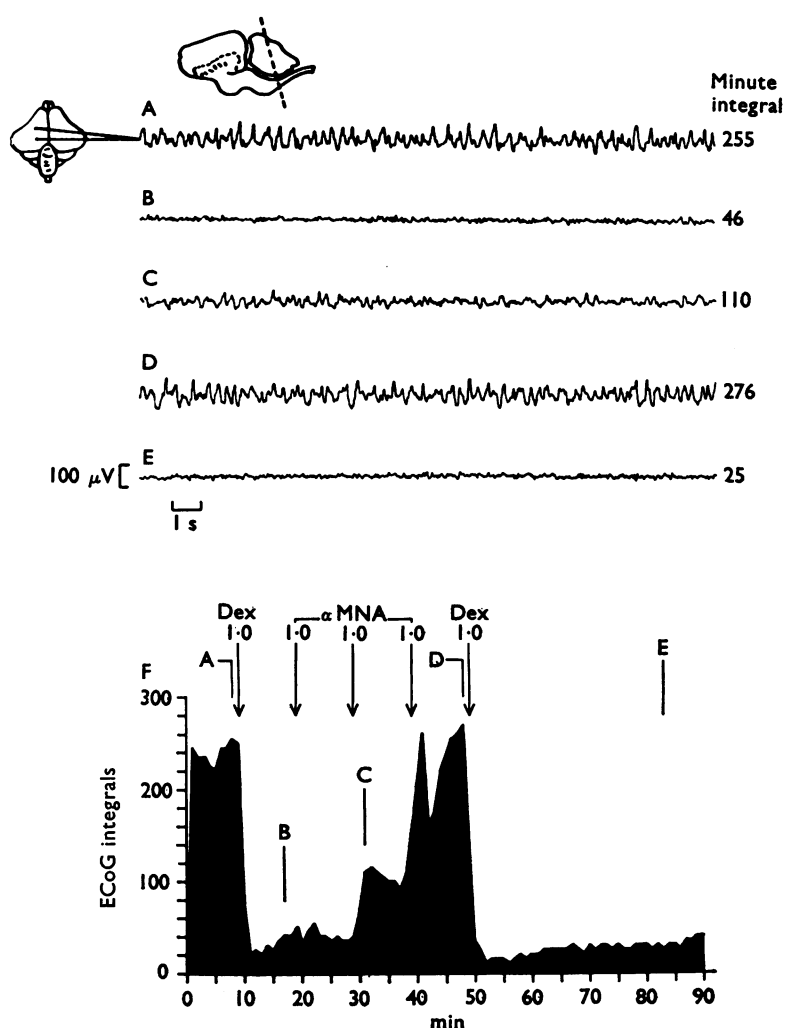 Minute
integral
A
255
B
46
C
110
D
276
E
100 μV
25
1 s
Dex α MNA Dex
1·0 1·0 1·0 1·0 1·0
A D E
F
300
C
200
B
100
0
ECoG integrals
0 10 20 30 40 50 60 70 80 90
min